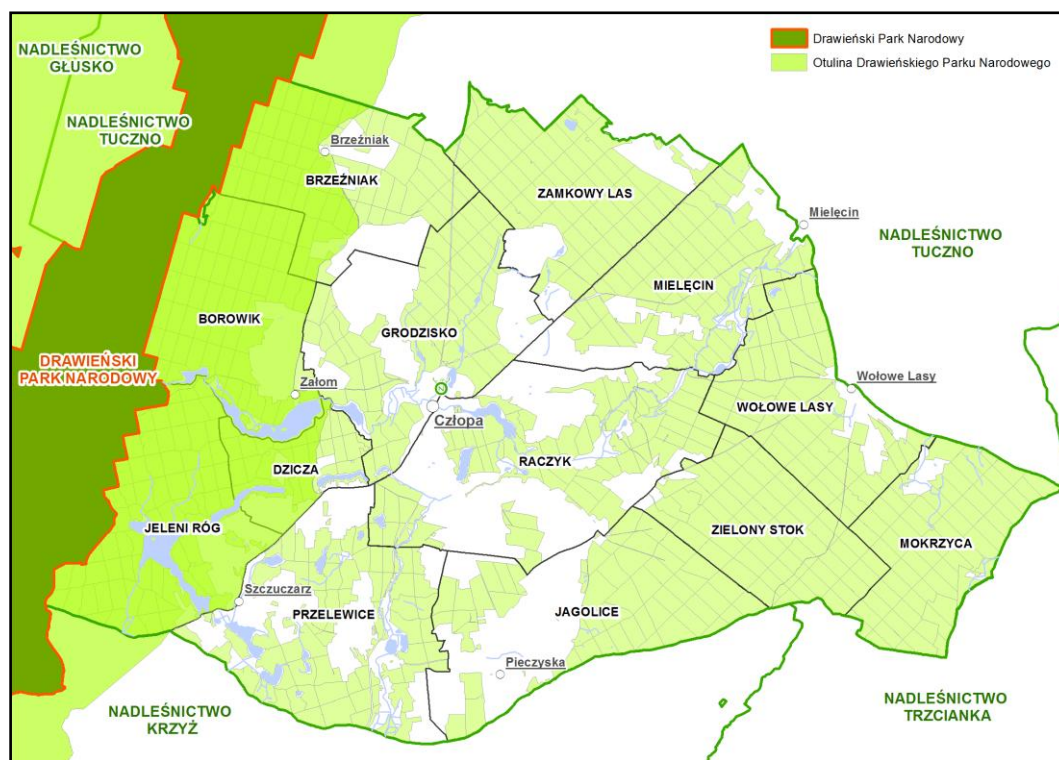 Drawieński Park Narodowy
Otulina Drawieńskiego Parku Narodowego
NADLEŚNICTWO
GŁUSKO
NADLEŚNICTWO
TUCZNO
Brzeźniak
BRZEŹNIAK
ZAMKOWY LAS
Mielęcin
NADLEŚNICTWO
TUCZNO
MIELĘCIN
BOROWIK
GRODZISKO
DRAWIEŃSKI
PARK NARODOWY
Załom
Wołowe Lasy
WOŁOWE LASY
Człopa
DZICZA
RACZYK
JELENI RÓG
ZIELONY STOK
MOKRZYCA
Szczuczarz
PRZELEWICE
JAGOLICE
Pieczyska
NADLEŚNICTWO
KRZYŻ
NADLEŚNICTWO
TRZCIANKA